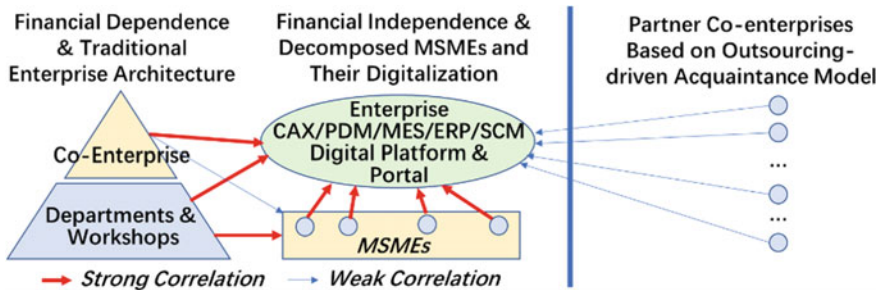 Financial Dependence
& Traditional
Enterprise Architecture
Financial Independence &
Decomposed MSMEs and
Their Digitalization
Partner Co-enterprises
Based on Outsourcing-
driven Acquaintance Model
Co-Enterprise
Departments &
Workshops
Enterprise
CAX/PDM/MES/ERP/SCM
Digital Platform &
Portal
MSMEs
...
...
Strong Correlation
Weak Correlation